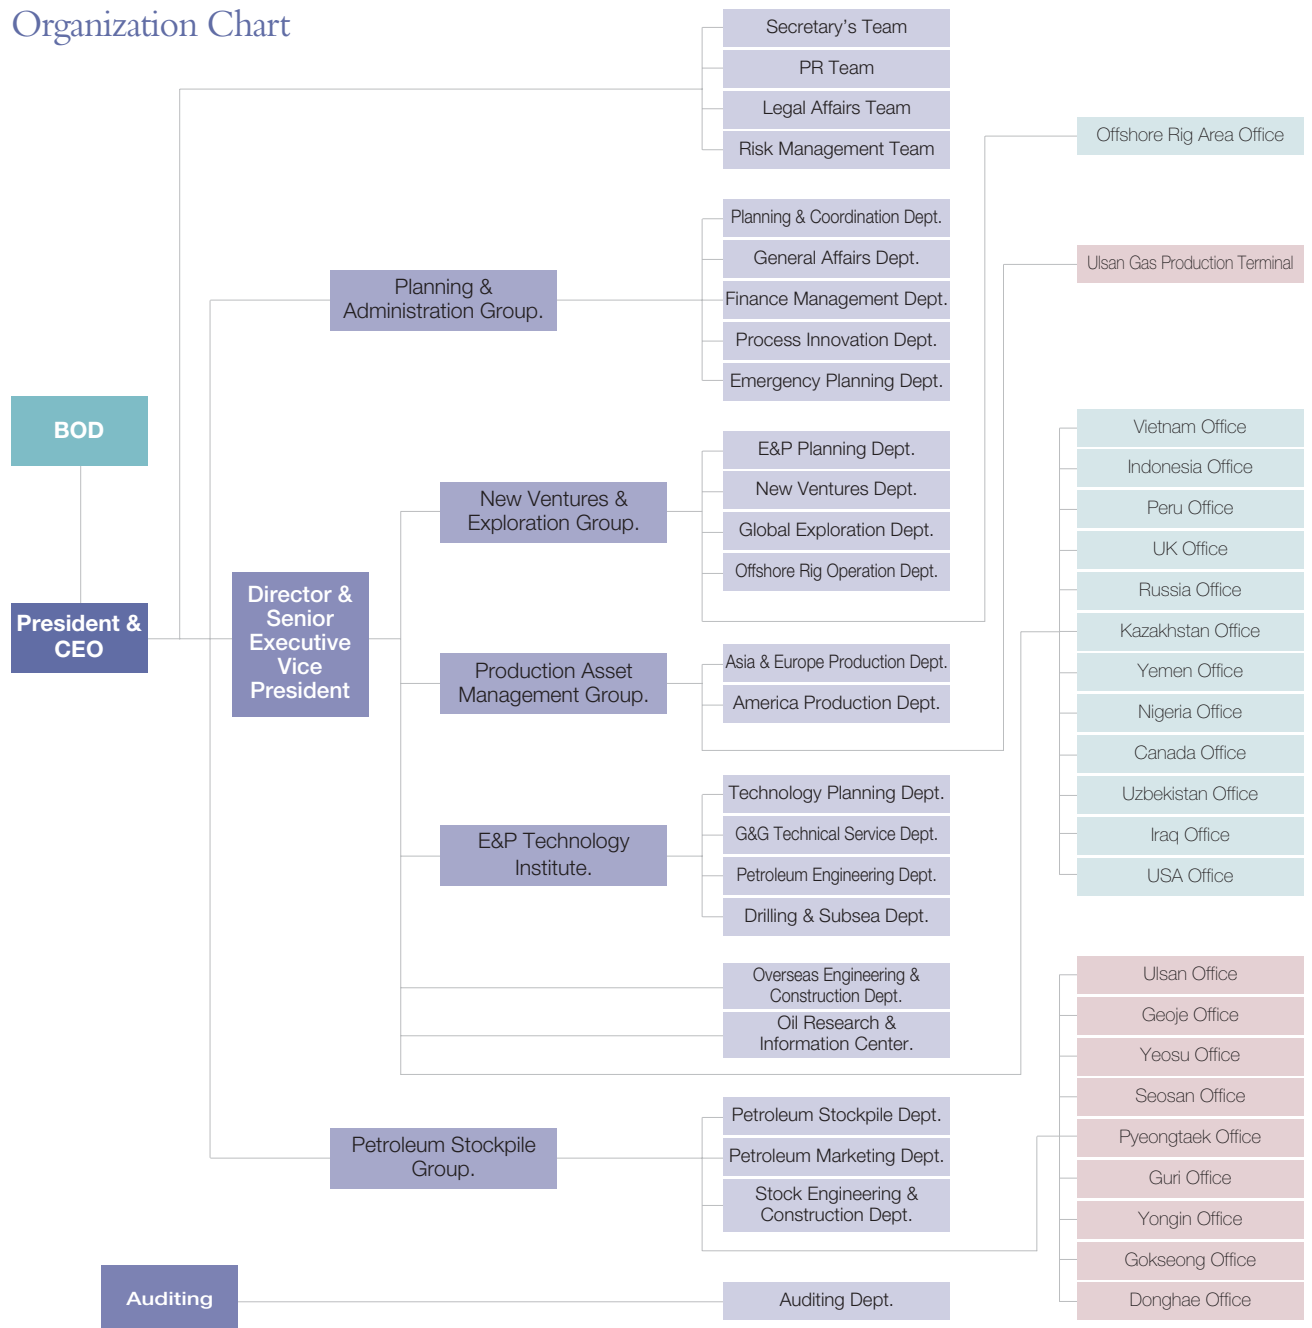 Organization Chart
Secretary's Team
PR Team
Legal Affairs Team
Risk Management Team
Offshore Rig Area Office
Planning & Coordination Dept.
General Affairs Dept.
Finance Management Dept.
Process Innovation Dept.
Emergency Planning Dept.
Ulsan Gas Production Terminal
Planning &
Administration Group.
BOD
E&P Planning Dept.
New Ventures Dept.
Global Exploration Dept.
Offshore Rig Operation Dept.
New Ventures &
Exploration Group.
Vietnam Office
Indonesia Office
Peru Office
UK Office
Russia Office
Kazakhstan Office
Yemen Office
Nigeria Office
Canada Office
Uzbekistan Office
Iraq Office
USA Office
President &
CEO
Director &
Senior
Executive
Vice
President
Production Asset
Management Group.
Asia & Europe Production Dept.
America Production Dept.
E&P Technology
Institute.
Technology Planning Dept.
G&G Technical Service Dept.
Petroleum Engineering Dept.
Drilling & Subsea Dept.
Overseas Engineering &
Construction Dept.
Oil Research &
Information Center.
Petroleum Stockpile
Group.
Petroleum Stockpile Dept.
Petroleum Marketing Dept.
Stock Engineering &
Construction Dept.
Ulsan Office
Geoje Office
Yeosu Office
Seosan Office
Pyeongtaek Office
Guri Office
Yongin Office
Gokseong Office
Donghae Office
Auditing
Auditing Dept.